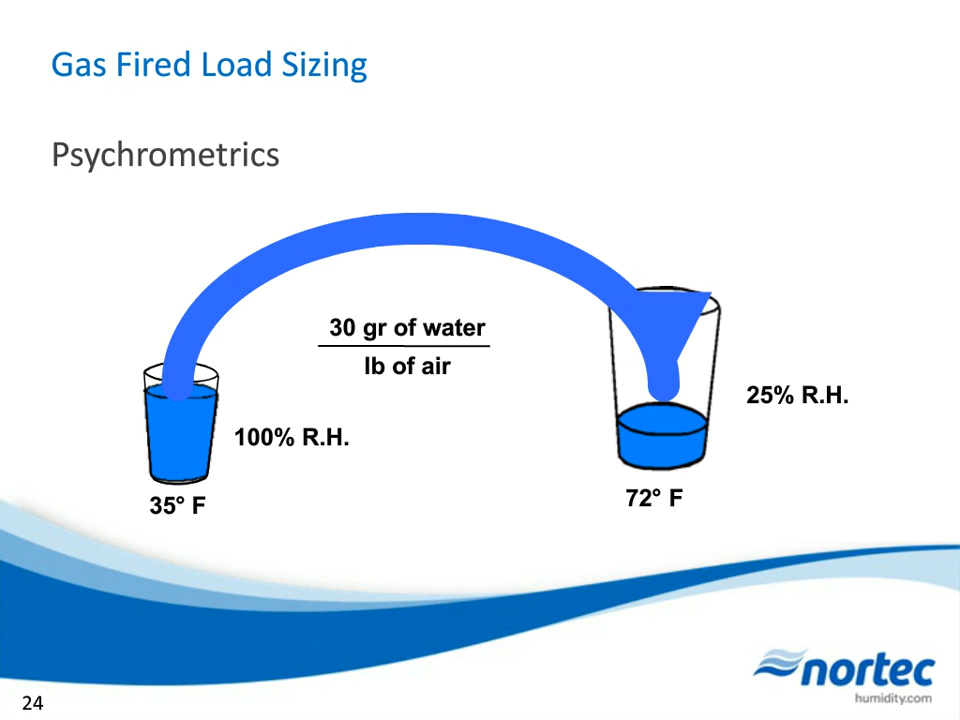 Gas Fired Load Sizing
Psychrometrics
30 gr of water
lb of air
25% R.H.
100% R.H.
35° F
72° F
nortec
humidity.com
24